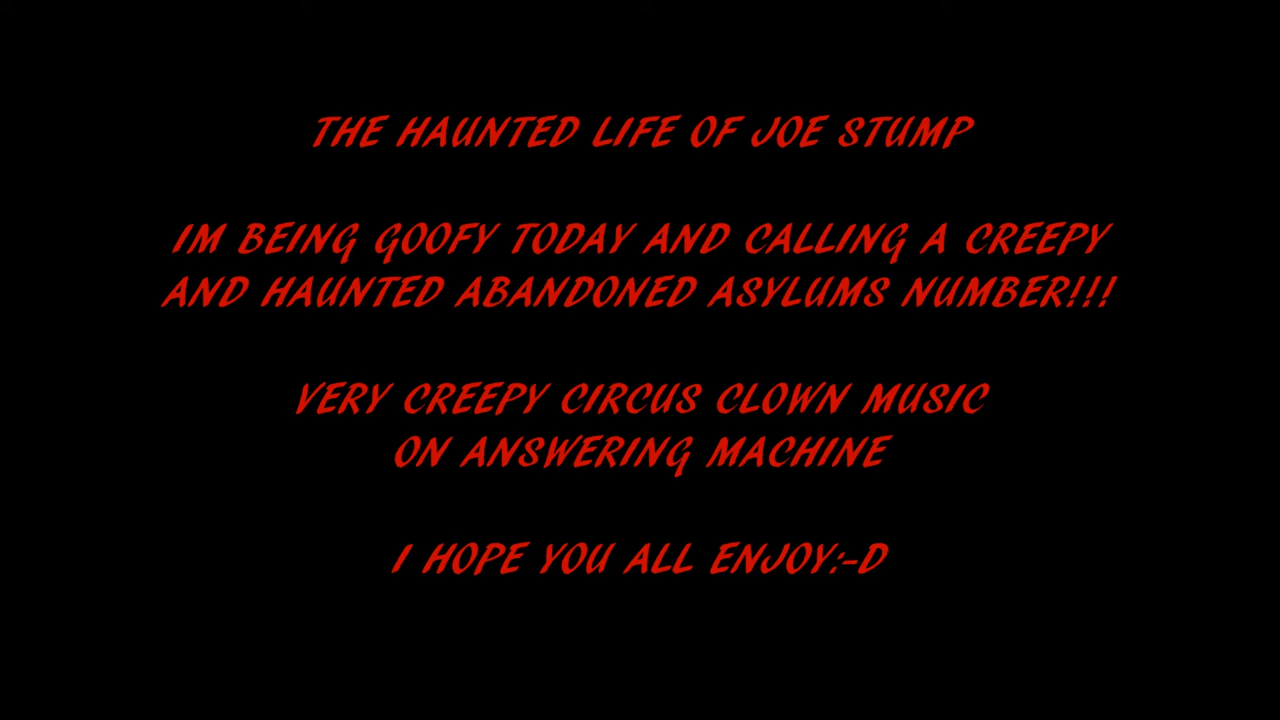 THE HAUNTED LIFE OF JOE STUMP
IM BEING GOOFY TODAY AND CALLING A CREEPY
AND HAUNTED ABANDONED ASYLUMS NUMBER!!!
VERY CREEPY CIRCUS CLOWN MUSIC
ON ANSWERING MACHINE
I HOPE YOU ALL ENJOY:-D